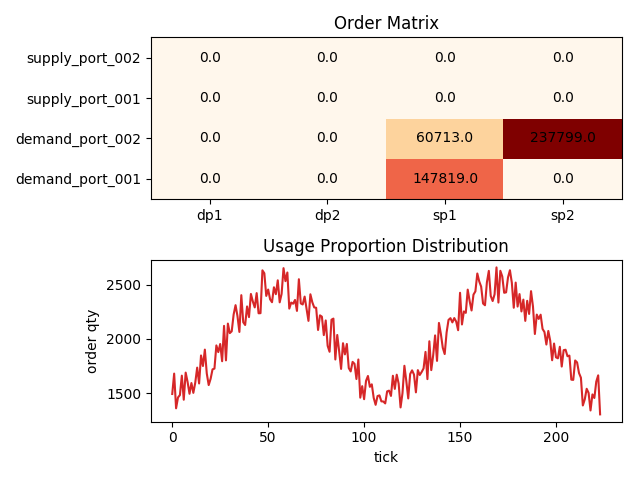 Order Matrix
supply_port_002 0.0 0.0 0.0 0.0
supply_port_001 0.0 0.0 0.0 0.0
demand_port_002 0.0 0.0 60713.0 237799.0
demand_port_001 0.0 0.0 147819.0 0.0
dp1 dp2 sp1 sp2
Usage Proportion Distribution
order qty
2500
2000
1500
0 50 100 150 200
tick